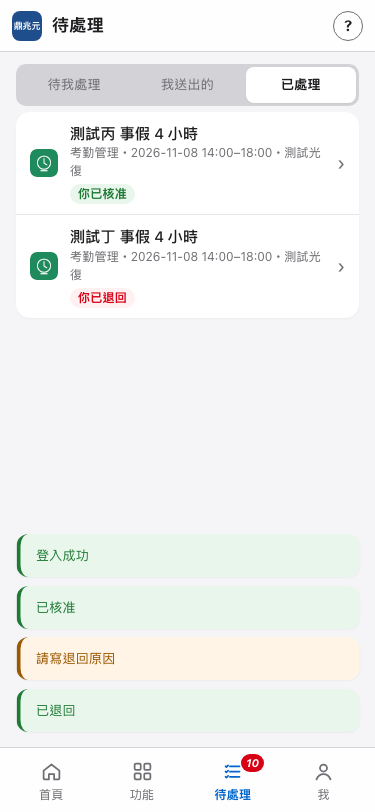 鼎兆元
待處理
?
待我處理
我送出的
已處理
測試丙 事假 4 小時
考勤管理・2026-11-08 14:00–18:00・測試光
復
你已核准
測試丁 事假 4 小時
考勤管理・2026-11-08 14:00–18:00・測試光
復
你已退回
登入成功
已核准
請寫退回原因
已退回
10
首頁
功能
待處理
我